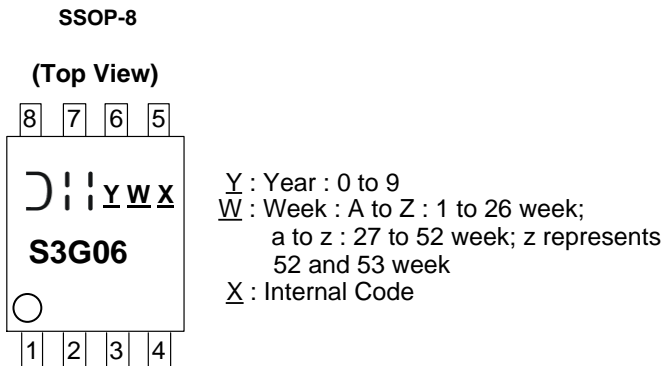 SSOP-8
(Top View)
8 7 6 5
Y W X
S3G06
1 2 3 4
Y : Year : 0 to 9
W : Week : A to Z : 1 to 26 week;
a to z : 27 to 52 week; z represents
52 and 53 week
X : Internal Code